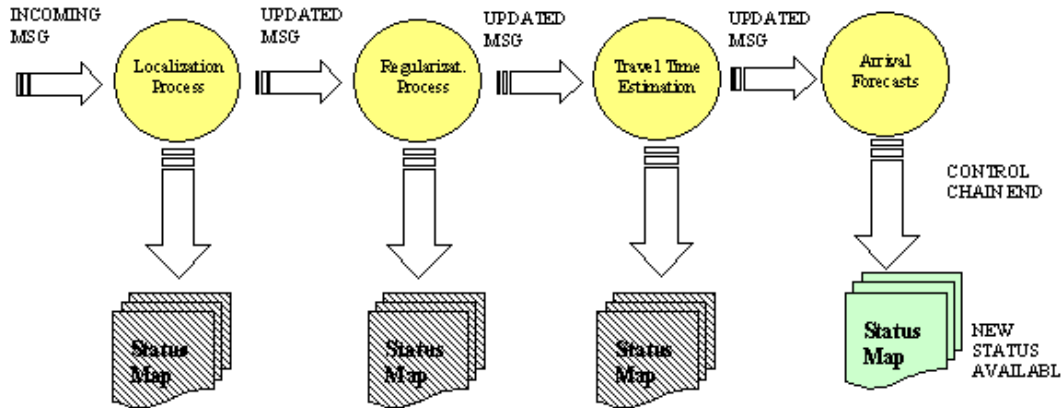 INCOMING
MSG
UPDATED
MSG
UPDATED
MSG
UPDATED
MSG
Localization
Process
Regularizat.
Process
Travel Time
Estimation
Arrival
Forecasts
CONTROL
CHAIN END
Status
Map
Status
Map
Status
Map
Status
Map
NEW
STATUS
AVAILABL